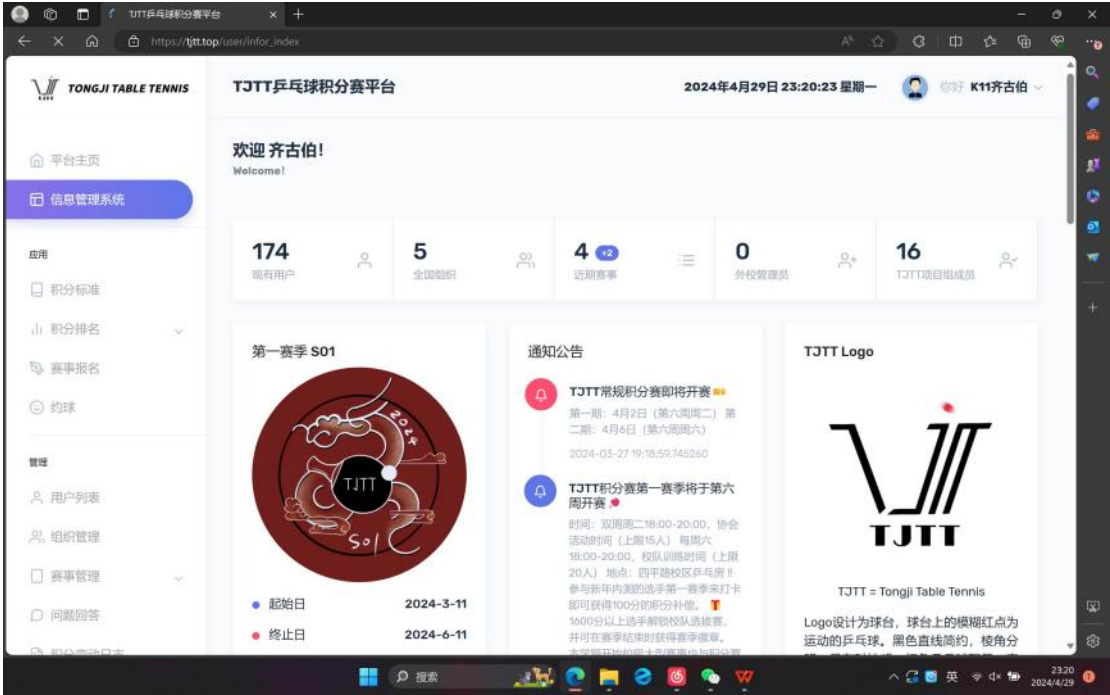 TJTT乒乓球积分赛平台
https://tjtt.top/user/infor_index
TJTT
TONGJI TABLE TENNIS
TJTT乒乓球积分赛平台
2024年4月29日 23:20:23 星期一
你好 K11齐古伯
平台主页
信息管理系统
应用
积分标准
积分排名
赛事报名
约球
管理
用户列表
组织管理
赛事管理
问题回答
积分变动日志
欢迎 齐古伯!
Welcome!
174
现有用户
5
全国组织
4 +2
近期赛事
0
外校管理员
16
TJTT项目组成员
第一赛季 S01
2024
TJTT
S01
起始日 2024-3-11
终止日 2024-6-11
通知公告
TJTT常规积分赛即将开赛
第一期：4月2日（第六周周二）第
二期：4月6日（第六周周六）
2024-03-27 19:18:59.745260
TJTT积分赛第一赛季将于第六
周开赛
时间：双周周二18:00-20:00，协会
活动时间（上限15人） 每周六
18:00-20:00，校队训练时间（上限
20人） 地点：四平路校区乒乓房!!
参与新年内测的选手第一赛季来打卡
即可获得100分的积分补偿。
1600分以上选手解锁校队选拔赛，
并可在赛季结束时获得赛季徽章。
TJTT Logo
TJTT
TJTT = Tongji Table Tennis
Logo设计为球台，球台上的模糊红点为
运动的乒乓球。黑色直线简约，棱角分
搜索
英
23:20
2024/4/29